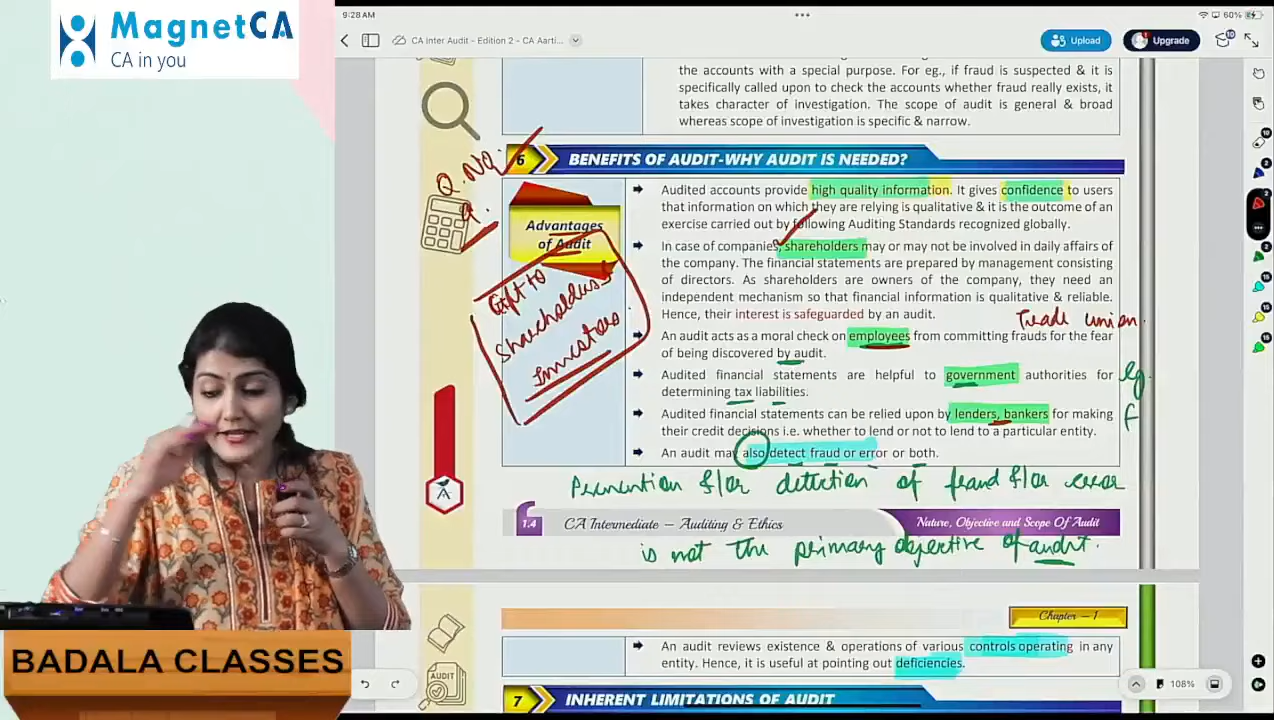 MagnetCA
CA in you
9:28 AM
60%
CA Inter Audit - Edition 2 - CA Aarti...
Upload
Upgrade
the accounts with a special purpose. For eg., if fraud is suspected & it is
specifically called upon to check the accounts whether fraud really exists, it
takes character of investigation. The scope of audit is general & broad
whereas scope of investigation is specific & narrow.
6 BENEFITS OF AUDIT-WHY AUDIT IS NEEDED?
Q. No.
9.
Advantages
of Audit
Gift to
Shareholders &
Investors.
Audited accounts provide high quality information. It gives confidence to users
that information on which they are relying is qualitative & it is the outcome of an
exercise carried out by following Auditing Standards recognized globally.
In case of companies, shareholders may or may not be involved in daily affairs of
the company. The financial statements are prepared by management consisting
of directors. As shareholders are owners of the company, they need an
independent mechanism so that financial information is qualitative & reliable.
Hence, their interest is safeguarded by an audit.
Trade union.
An audit acts as a moral check on employees from committing frauds for the fear
of being discovered by audit.
Audited financial statements are helpful to government authorities for
eg.
determining tax liabilities.
Audited financial statements can be relied upon by lenders, bankers for making
f
their credit decisions i.e. whether to lend or not to lend to a particular entity.
An audit may also detect fraud or error or both.
Prevention &/or detection of fraud &/or error
1.4 CA Intermediate – Auditing & Ethics
Nature, Objective and Scope Of Audit
is not the primary objective of audit.
Chapter – 1
An audit reviews existence & operations of various controls operating in any
entity. Hence, it is useful at pointing out deficiencies.
AUDIT
7 INHERENT LIMITATIONS OF AUDIT
108%
BADALA CLASSES